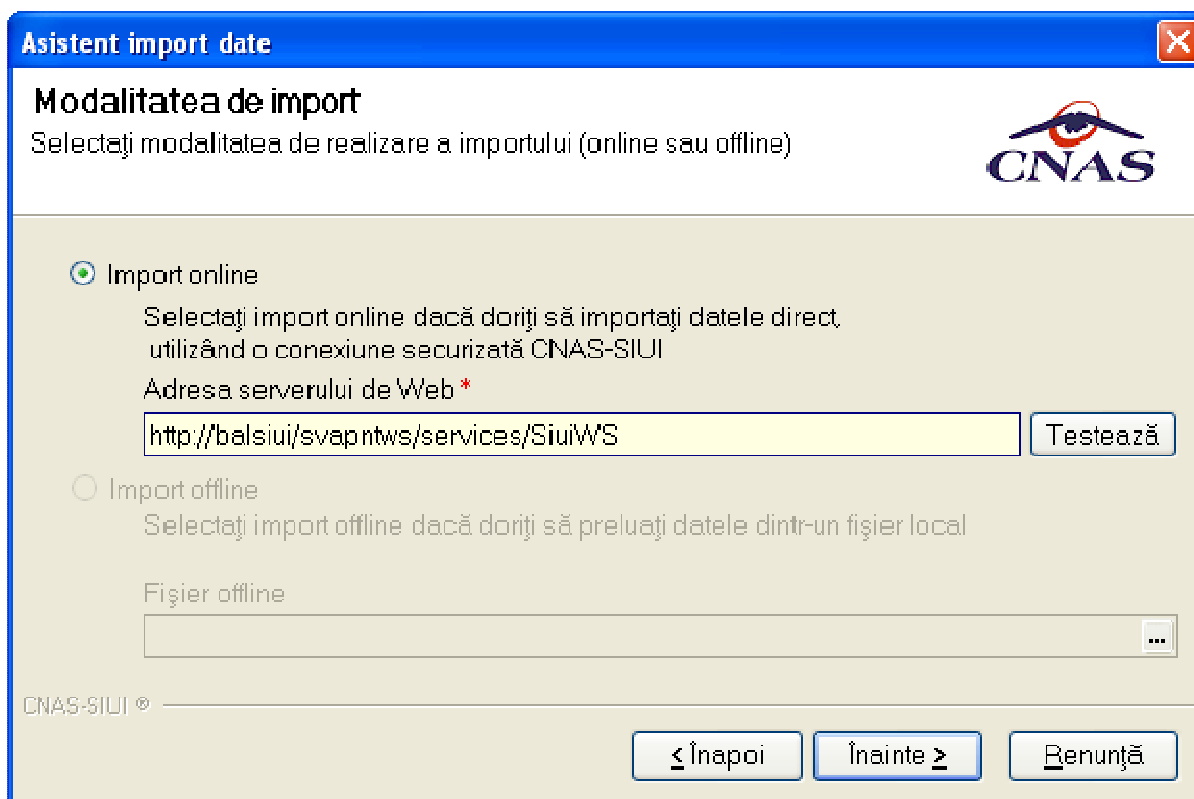 Asistent import date
Modalitatea de import
Selectaţi modalitatea de realizare a importului (online sau offline)
CNAS
Import online
Selectaţi import online dacă doriţi să importaţi datele direct,
utilizând o conexiune securizată CNAS-SIUI
Adresa serverului de Web *
http://balsiui/svapntws/services/SiuiWS
Testează
Import offline
Selectaţi import offline dacă doriţi să preluaţi datele dintr-un fişier local
Fişier offline
...
CNAS-SIUI ®
< Înapoi
Înainte >
Renunţă